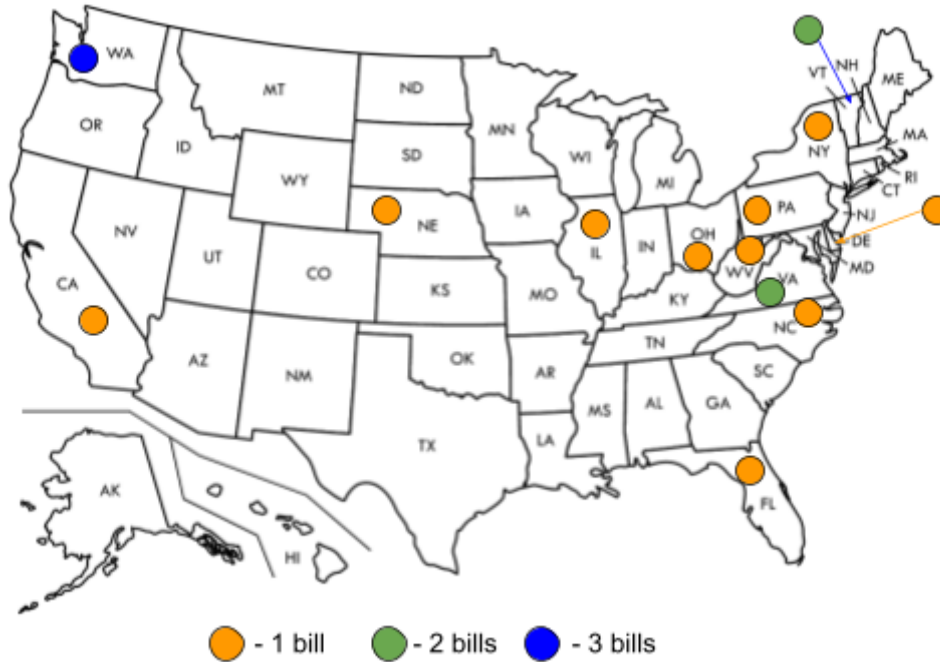 WA
MT
ND
MN
VT
NH
ME
OR
ID
SD
WI
MI
NY
MA
RI
CT
WY
NE
IA
PA
NJ
NV
UT
CO
IL
IN
OH
WV
VA
DE
MD
CA
KS
MO
KY
AZ
NM
OK
AR
TN
NC
SC
MS
AL
GA
TX
LA
FL
AK
HI
- 1 bill - 2 bills - 3 bills